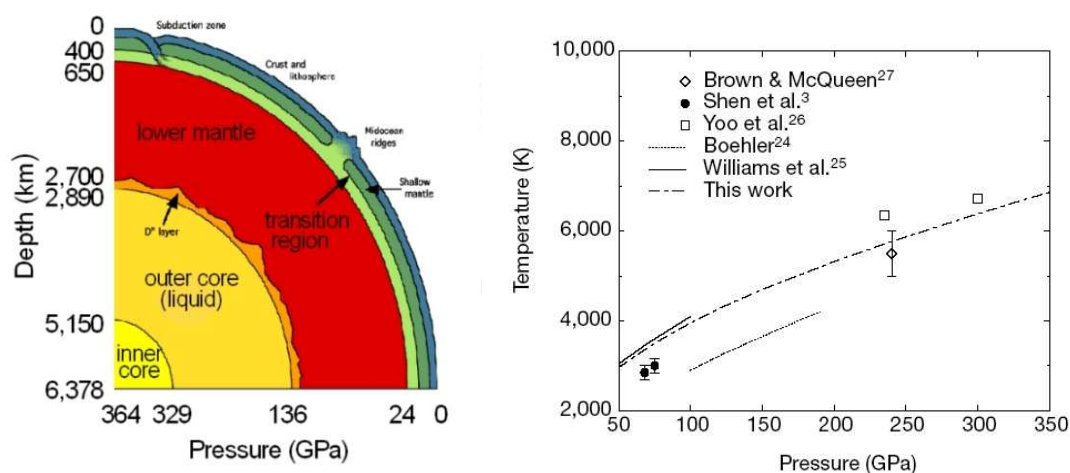 0
400
650
2,700
2,890
5,150
6,378
Depth (km)
Subduction zone
Crust and
lithosphere
lower mantle
Midocean
ridges
Shallow
mantle
transition
region
D" layer
outer core
(liquid)
inner
core
364 329 136 24 0
Pressure (GPa)
10,000
8,000
6,000
4,000
2,000
Temperature (K)
Brown & McQueen27
Shen et al.3
Yoo et al.26
Boehler24
Williams et al.25
This work
50 100 150 200 250 300 350
Pressure (GPa)